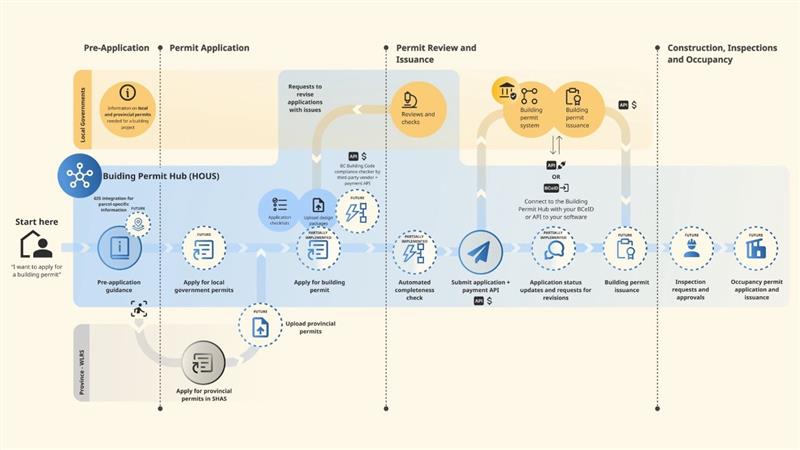 Pre-Application
Permit Application
Permit Review and
Issuance
Construction, Inspections
and Occupancy
Local Governments
Information on local
and provincial permits
needed for a building
project
Requests to
revise
applications
with issues
Reviews and
checks
Building
permit
system
Building
permit
issuance
API $
Buiding Permit Hub (HOUS)
GIS integration for
parcel-specific
information
FUTURE
Start here
"I want to apply for
a building permit"
Pre-application
guidance
FUTURE
Apply for local
government permits
Application
checklists
Upload design
packages
API $
BC Building Code
compliance checker by
third-party vendor +
payment API
FUTURE
PARTIALLY
IMPLEMENTED
Apply for building
permit
PARTIALLY
IMPLEMENTED
Automated
completeness
check
Submit application +
payment API
API $
API
OR
BCeID
Connect to the Building
Permit Hub with your BCeID
or API to your software
PARTIALLY
IMPLEMENTED
Application status
updates and requests for
revisions
FUTURE
Building permit
issuance
FUTURE
Inspection
requests and
approvals
FUTURE
Occupancy permit
application and
issuance
Province - WLRS
Apply for provincial
permits in SHAS
FUTURE
Upload provincial
permits